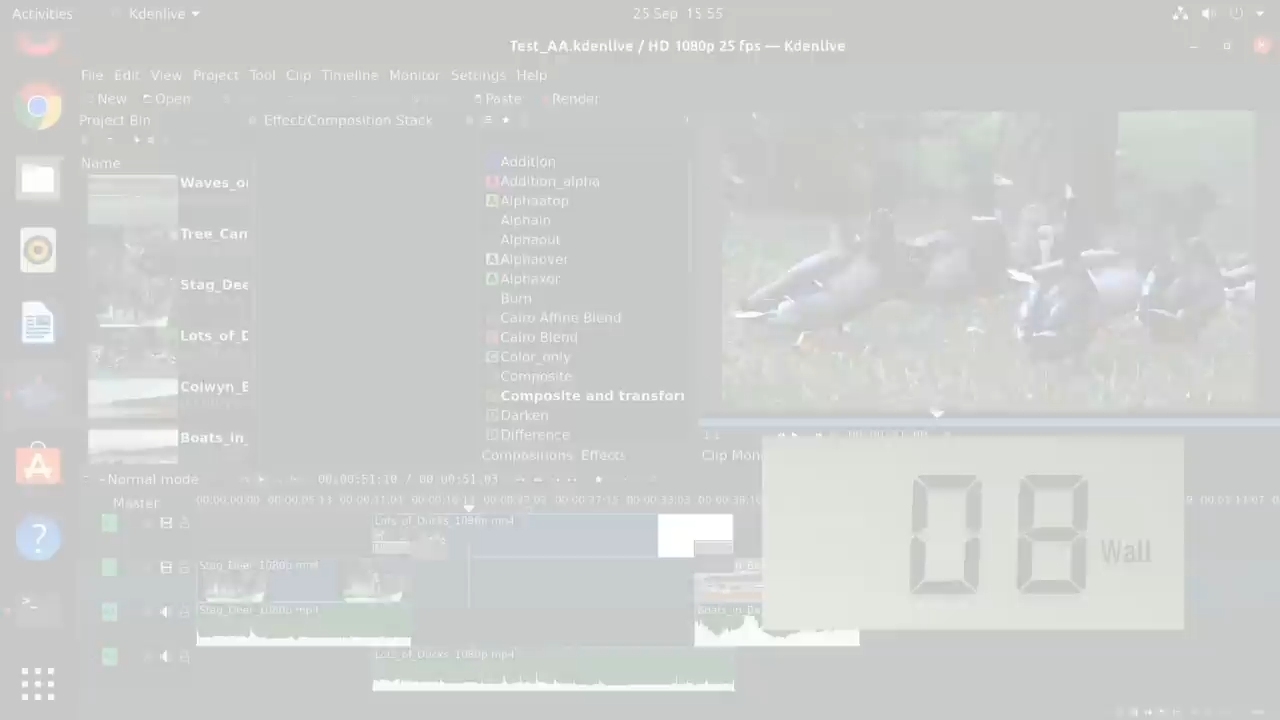 Activities
Kdenlive
25 Sep 15:55
Test_AA.kdenlive / HD 1080p 25 fps — Kdenlive
File Edit View Project Tool Clip Timeline Monitor Settings Help
New Open Paste Render
Project Bin
Effect/Composition Stack
Name
Waves_o
Tree_Can
Stag_Dee
Lots_of_D
Colwyn_E
Boats_in_
Addition
Addition_alpha
Alphaatop
Alphain
Alphaout
Alphaover
Alphaxor
Burn
Cairo Affine Blend
Cairo Blend
Color_only
Composite
Composite and transfor
Darken
Difference
Compositions Effects
Clip Mon
Normal mode
00:00:51:10 / 00:00:51:03
Master
Lots_of_Ducks_1080p.mp4
Stag_Deer_1080p.mp4
Stag_Deer_1080p.mp4
Boats_in_Ba
Lots_of_Ducks_1080p.mp4
08
Wall
>_
?